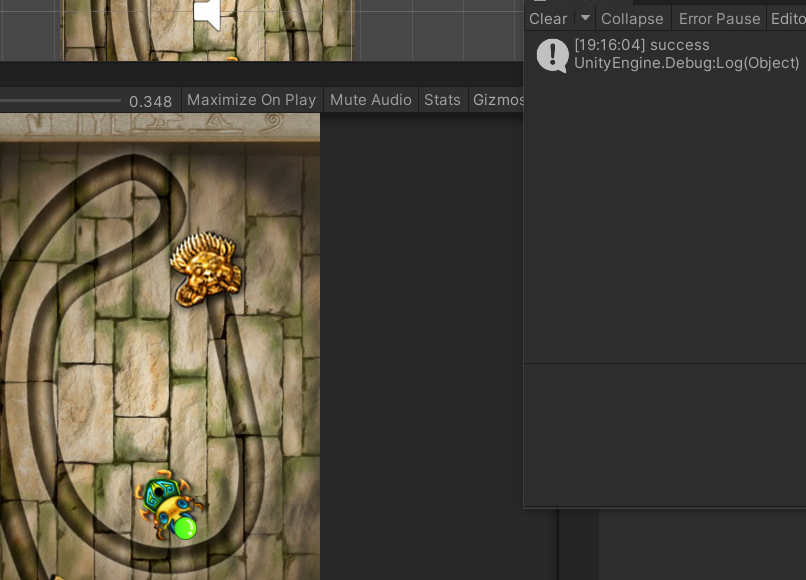 Clear Collapse Error Pause Edito
[19:16:04] success
UnityEngine.Debug:Log(Object)
0.348 Maximize On Play Mute Audio Stats Gizmos